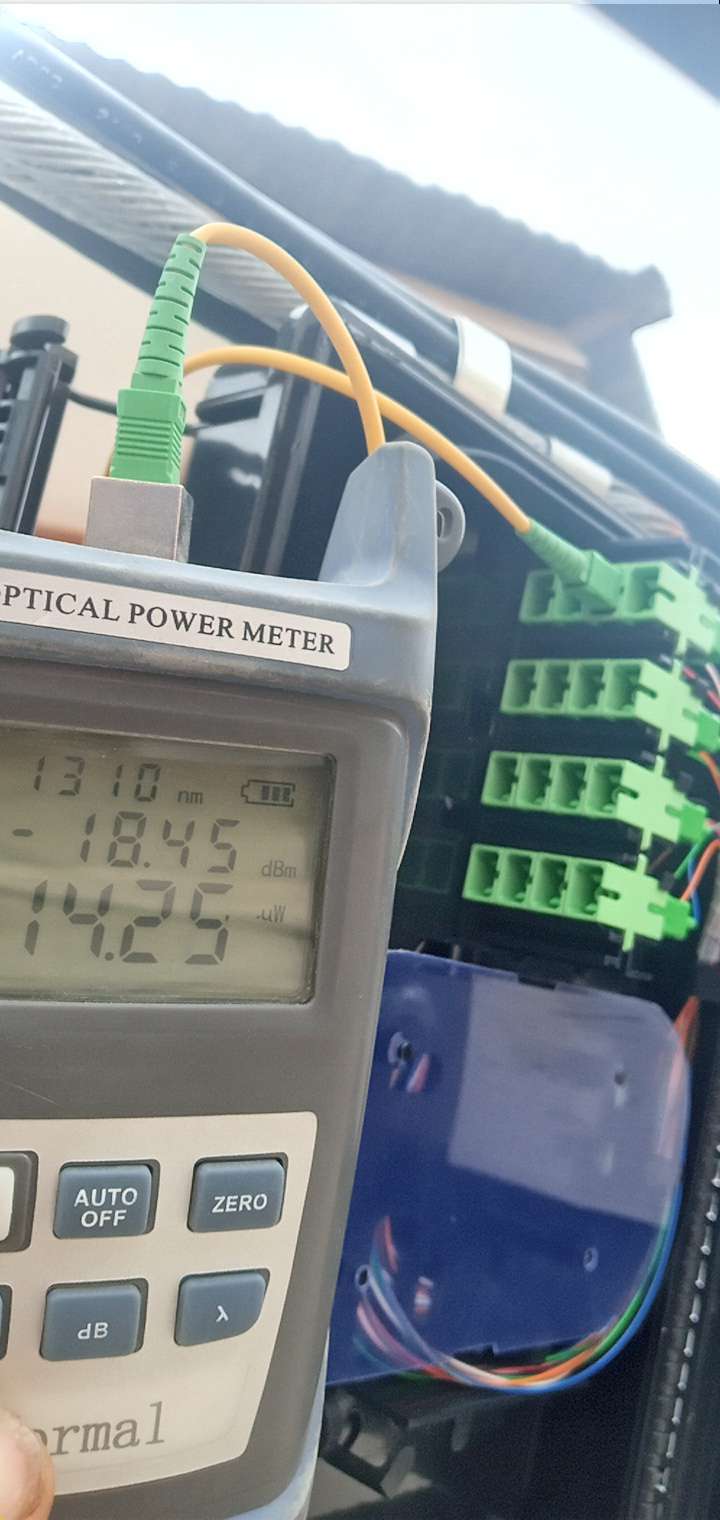 PTICAL POWER METER
1310 nm
-18.45 dBm
14.25 uW
AUTO OFF
ZERO
dB
λ
ormal